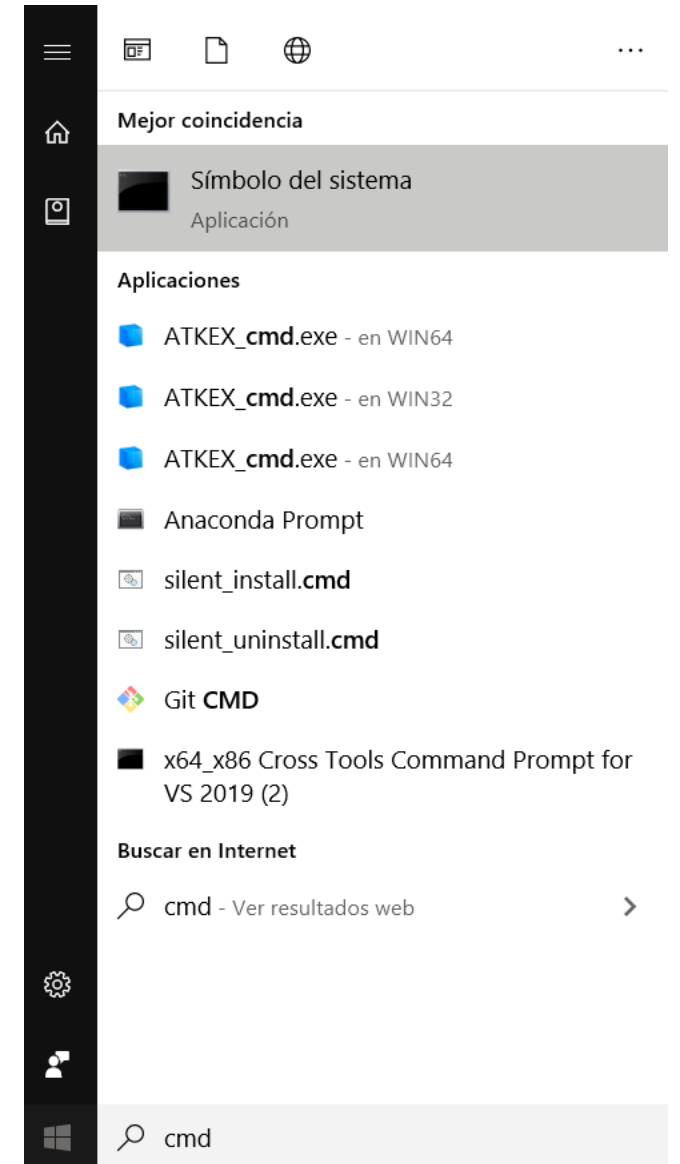 Mejor coincidencia
Símbolo del sistema
Aplicación
Aplicaciones
ATKEX_cmd.exe - en WIN64
ATKEX_cmd.exe - en WIN32
ATKEX_cmd.exe - en WIN64
Anaconda Prompt
silent_install.cmd
silent_uninstall.cmd
Git CMD
x64_x86 Cross Tools Command Prompt for
VS 2019 (2)
Buscar en Internet
cmd - Ver resultados web
cmd